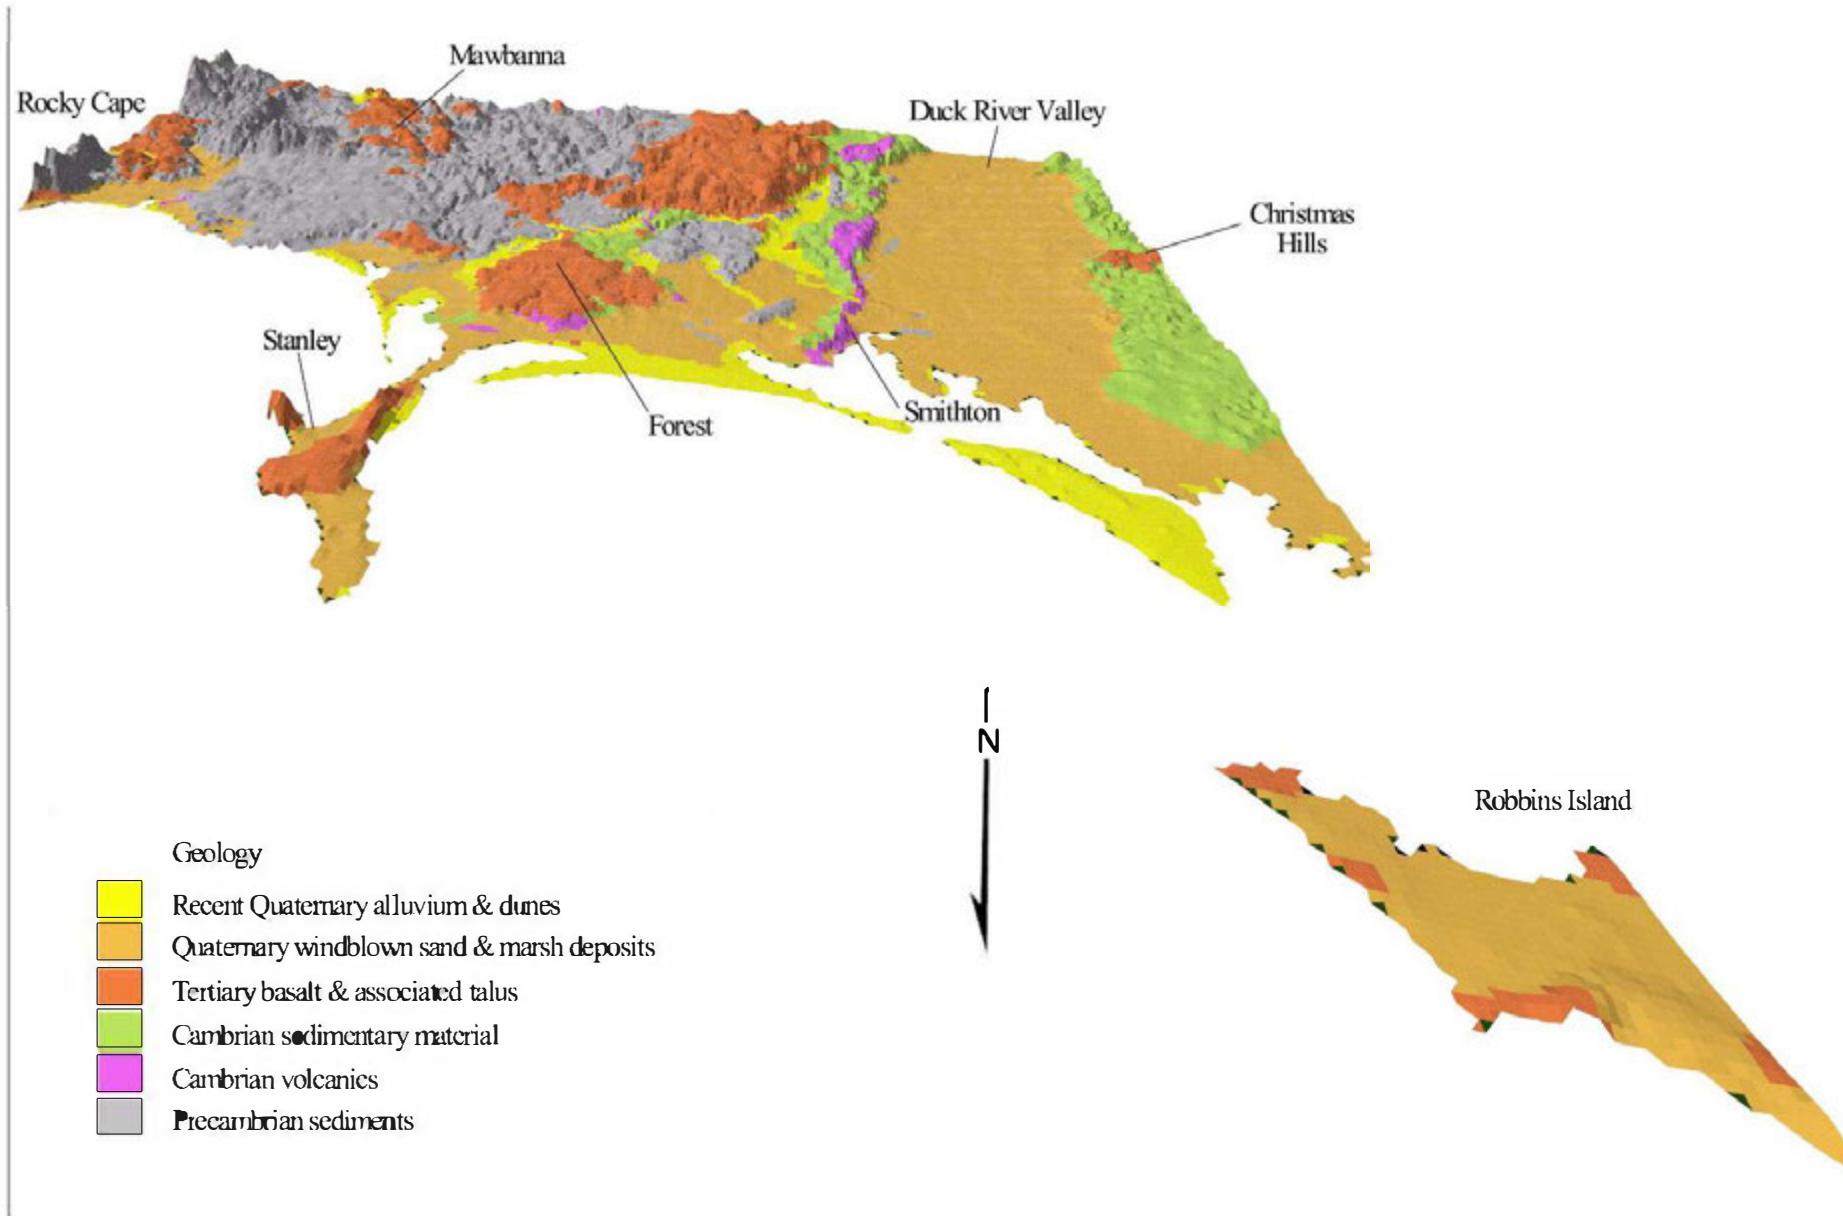 Mawbanna
Rocky Cape
Duck River Valley
Christmas
Hills
Stanley
Forest
Smithton
N
Robbins Island
Geology
Recent Quaternary alluvium & dunes
Quaternary windblown sand & marsh deposits
Tertiary basalt & associated talus
Cambrian sedimentary material
Cambrian volcanics
Precambrian sediments